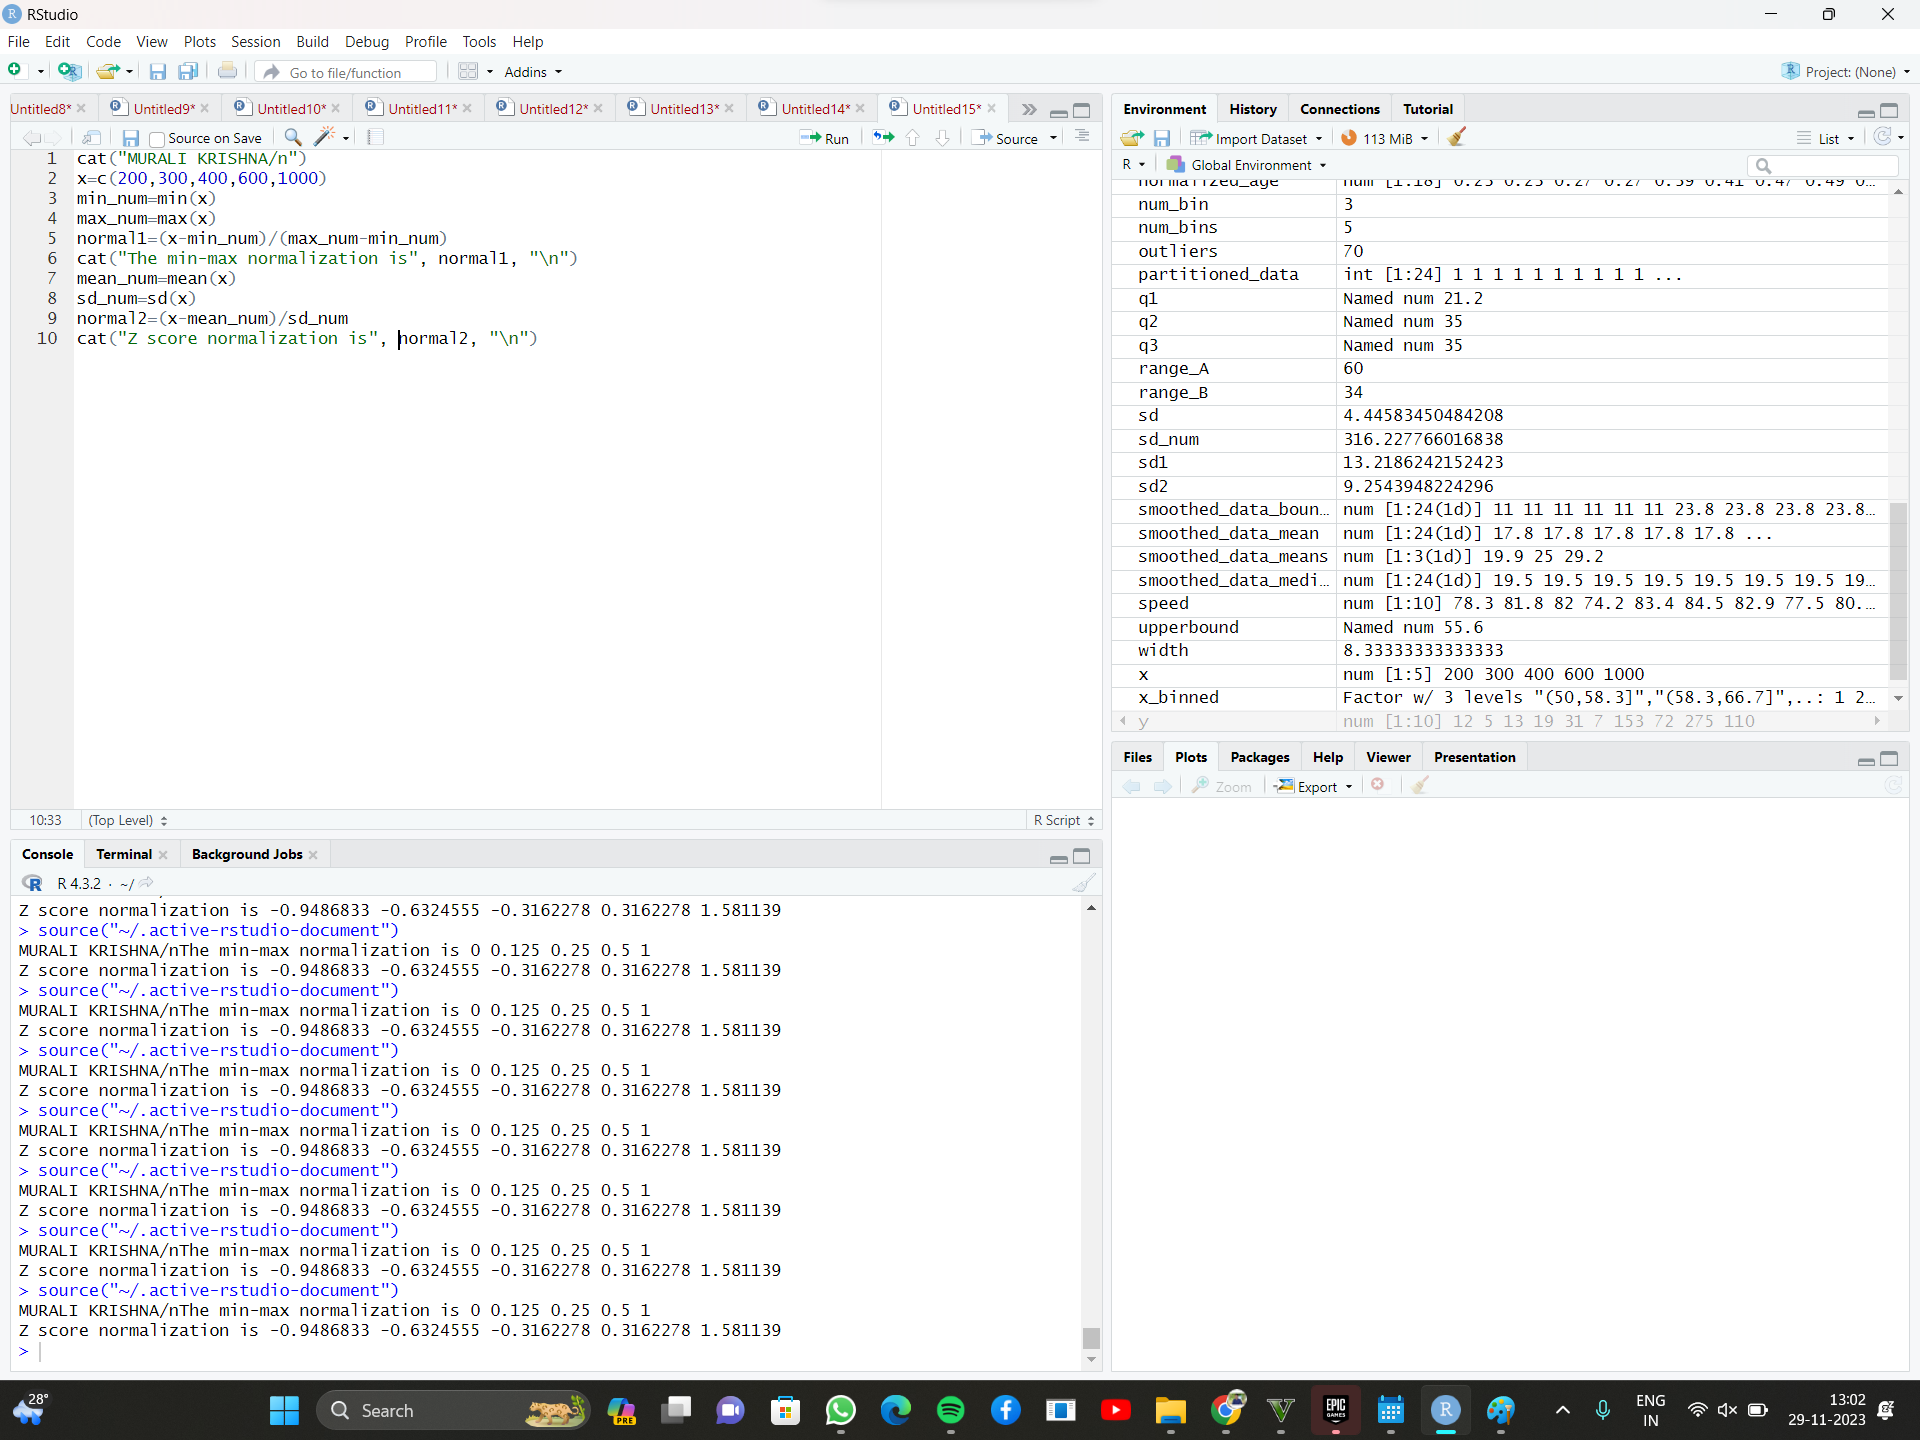 RStudio
File Edit Code View Plots Session Build Debug Profile Tools Help
Go to file/function Addins Project: (None)
Untitled8* Untitled9* Untitled10* Untitled11* Untitled12* Untitled13* Untitled14* Untitled15*
Source on Save Run Source
1 cat("MURALI KRISHNA/n")
2 x=c(200,300,400,600,1000)
3 min_num=min(x)
4 max_num=max(x)
5 normal1=(x-min_num)/(max_num-min_num)
6 cat("The min-max normalization is", normal1, "\n")
7 mean_num=mean(x)
8 sd_num=sd(x)
9 normal2=(x-mean_num)/sd_num
10 cat("Z score normalization is", normal2, "\n")
10:33 (Top Level) R Script
Console Terminal Background Jobs
R 4.3.2 · ~/
Z score normalization is -0.9486833 -0.6324555 -0.3162278 0.3162278 1.581139
> source("~/.active-rstudio-document")
MURALI KRISHNA/nThe min-max normalization is 0 0.125 0.25 0.5 1
Z score normalization is -0.9486833 -0.6324555 -0.3162278 0.3162278 1.581139
> source("~/.active-rstudio-document")
MURALI KRISHNA/nThe min-max normalization is 0 0.125 0.25 0.5 1
Z score normalization is -0.9486833 -0.6324555 -0.3162278 0.3162278 1.581139
> source("~/.active-rstudio-document")
MURALI KRISHNA/nThe min-max normalization is 0 0.125 0.25 0.5 1
Z score normalization is -0.9486833 -0.6324555 -0.3162278 0.3162278 1.581139
> source("~/.active-rstudio-document")
MURALI KRISHNA/nThe min-max normalization is 0 0.125 0.25 0.5 1
Z score normalization is -0.9486833 -0.6324555 -0.3162278 0.3162278 1.581139
> source("~/.active-rstudio-document")
MURALI KRISHNA/nThe min-max normalization is 0 0.125 0.25 0.5 1
Z score normalization is -0.9486833 -0.6324555 -0.3162278 0.3162278 1.581139
> source("~/.active-rstudio-document")
MURALI KRISHNA/nThe min-max normalization is 0 0.125 0.25 0.5 1
Z score normalization is -0.9486833 -0.6324555 -0.3162278 0.3162278 1.581139
> source("~/.active-rstudio-document")
MURALI KRISHNA/nThe min-max normalization is 0 0.125 0.25 0.5 1
Z score normalization is -0.9486833 -0.6324555 -0.3162278 0.3162278 1.581139
>
Environment History Connections Tutorial
Import Dataset 113 MiB List
R Global Environment
normalized_age num [1:18] 0.23 0.23 0.27 0.27 0.39 0.41 0.47 0.49 0…
num_bin 3
num_bins 5
outliers 70
partitioned_data int [1:24] 1 1 1 1 1 1 1 1 1 1 ...
q1 Named num 21.2
q2 Named num 35
q3 Named num 35
range_A 60
range_B 34
sd 4.44583450484208
sd_num 316.227766016838
sd1 13.2186242152423
sd2 9.2543948224296
smoothed_data_boun… num [1:24(1d)] 11 11 11 11 11 11 23.8 23.8 23.8 23.8…
smoothed_data_mean num [1:24(1d)] 17.8 17.8 17.8 17.8 17.8 ...
smoothed_data_means num [1:3(1d)] 19.9 25 29.2
smoothed_data_medi… num [1:24(1d)] 19.5 19.5 19.5 19.5 19.5 19.5 19.5 19…
speed num [1:10] 78.3 81.8 82 74.2 83.4 84.5 82.9 77.5 80.…
upperbound Named num 55.6
width 8.33333333333333
x num [1:5] 200 300 400 600 1000
x_binned Factor w/ 3 levels "(50,58.3]","(58.3,66.7]",..: 1 2…
y num [1:10] 12 5 13 19 31 7 153 72 275 110
Files Plots Packages Help Viewer Presentation
Zoom Export
28°
Search
PRE
EPIC GAMES
ENG
IN
13:02
29-11-2023